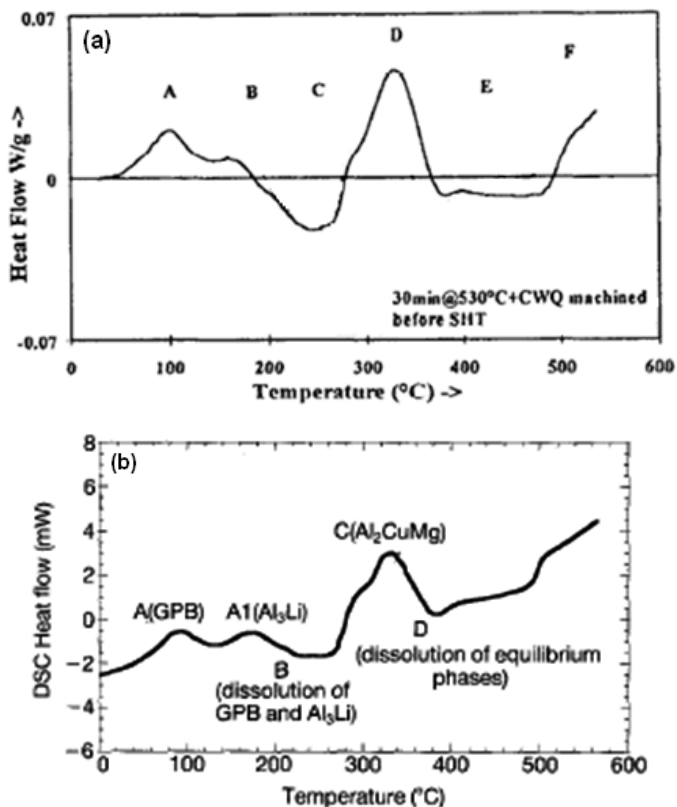 0.07
(a)
D
F
A
B
C
E
Heat Flow W/g ->
0
30min@530°C+CWQ machined
before SHT
-0.07
0 100 200 300 400 500 600
Temperature (°C) ->
8
(b)
6
4
C(Al₂CuMg)
2
A(GPB) A1(Al₃Li)
0
D
(dissolution of equilibrium
phases)
DSC Heat flow (mW)
−2
B
(dissolution of
GPB and Al₃Li)
−4
−6
0 100 200 300 400 500 600
Temperature (°C)